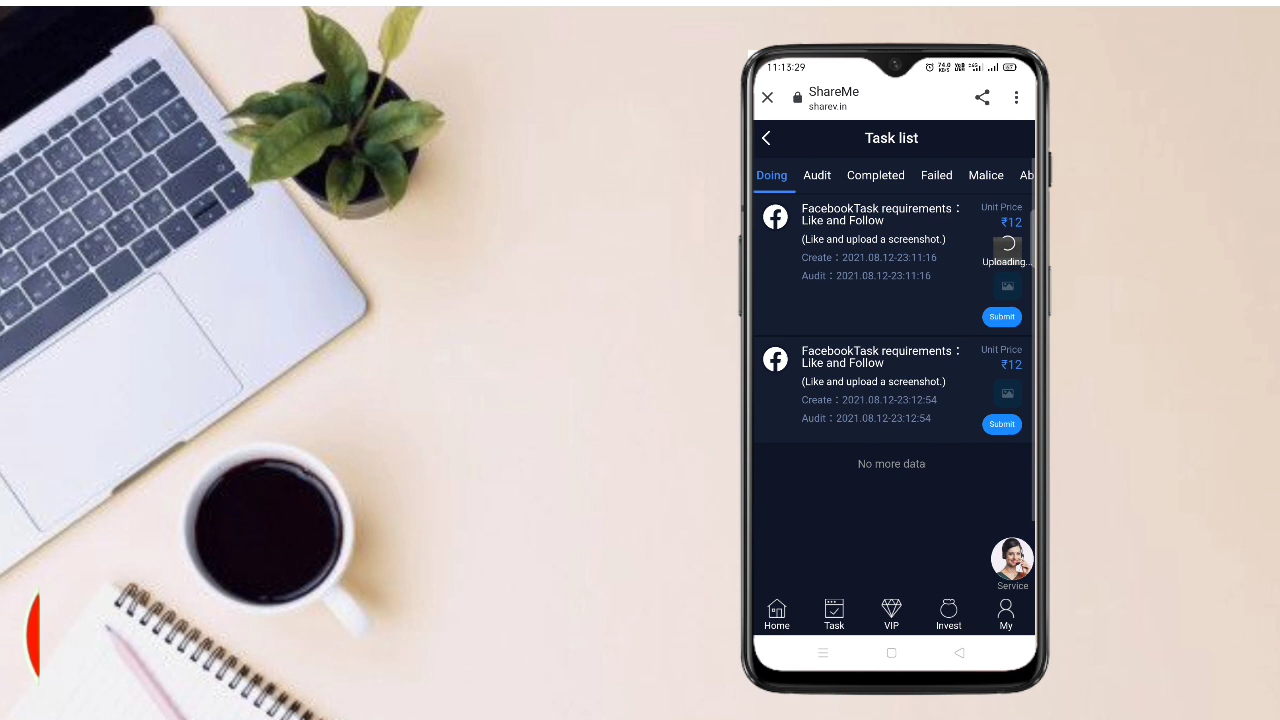 11:13:29
ShareMe
sharev.in
Task list
Doing Audit Completed Failed Malice Ab
FacebookTask requirements：
Like and Follow
Unit Price
₹12
(Like and upload a screenshot.)
Create：2021.08.12-23:11:16
Uploading...
Audit：2021.08.12-23:11:16
Submit
FacebookTask requirements：
Like and Follow
Unit Price
₹12
(Like and upload a screenshot.)
Create：2021.08.12-23:12:54
Audit：2021.08.12-23:12:54
Submit
No more data
Service
Home Task VIP Invest My